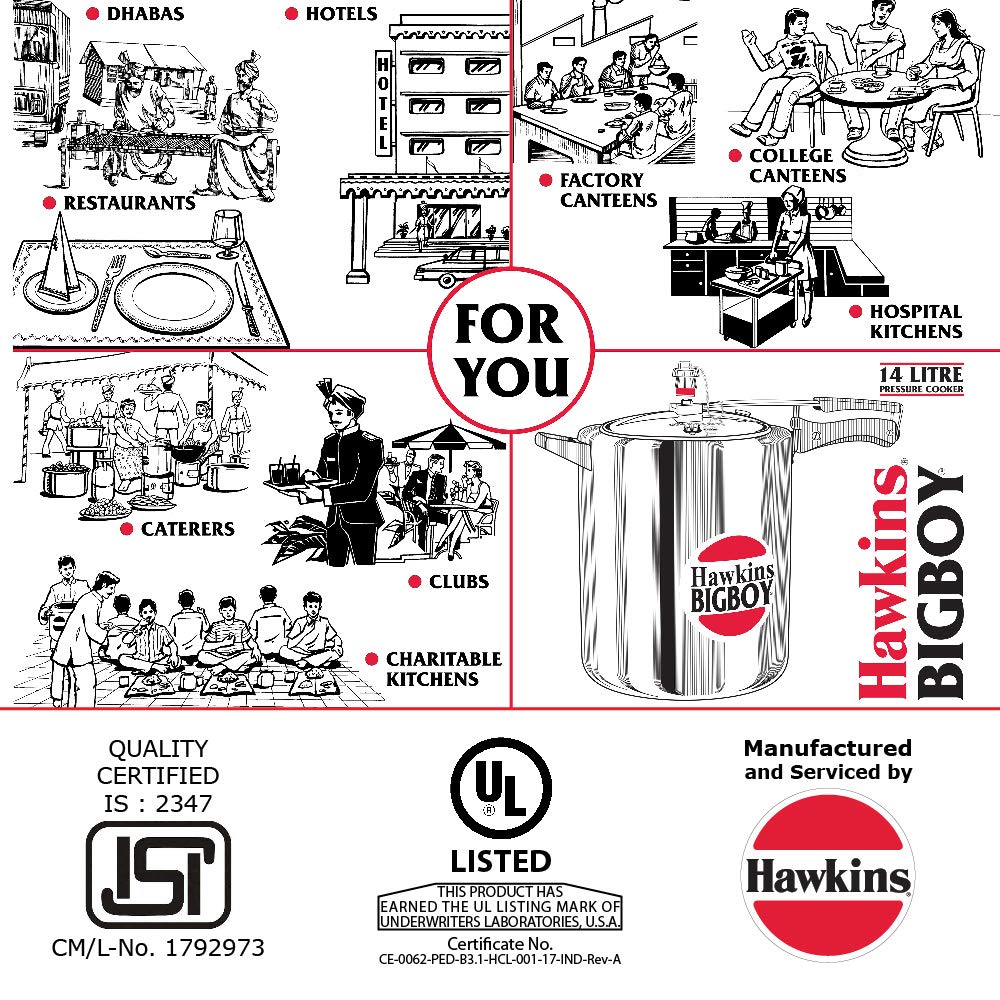 DHABAS
HOTELS
HOTEL
RESTAURANTS
FACTORY
CANTEENS
COLLEGE
CANTEENS
HOSPITAL
KITCHENS
FOR
YOU
CATERERS
CLUBS
CHARITABLE
KITCHENS
14 LITRE
PRESSURE COOKER
Hawkins
BIGBOY
Hawkins®
BIGBOY®
QUALITY
CERTIFIED
IS : 2347
ISI
CM/L-No. 1792973
UL
®
LISTED
THIS PRODUCT HAS
EARNED THE UL LISTING MARK OF
UNDERWRITERS LABORATORIES, U.S.A.
Certificate No.
CE-0062-PED-B3.1-HCL-001-17-IND-Rev-A
Manufactured
and Serviced by
Hawkins®